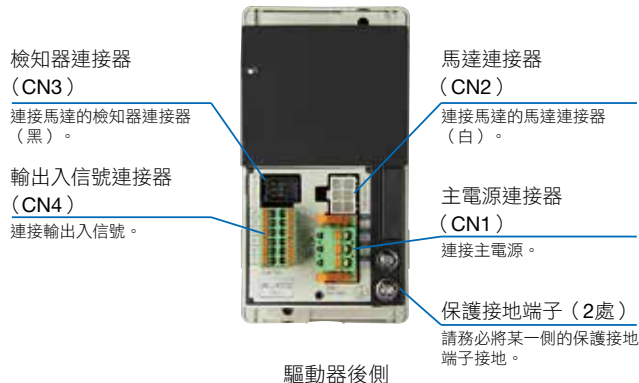 檢知器連接器
（CN3）
連接馬達的檢知器連接器
（黑）。
輸出入信號連接器
（CN4）
連接輸出入信號。
馬達連接器
（CN2）
連接馬達的馬達連接器
（白）。
主電源連接器
（CN1）
連接主電源。
保護接地端子（2處）
請務必將某一側的保護接地
端子接地。
驅動器後側